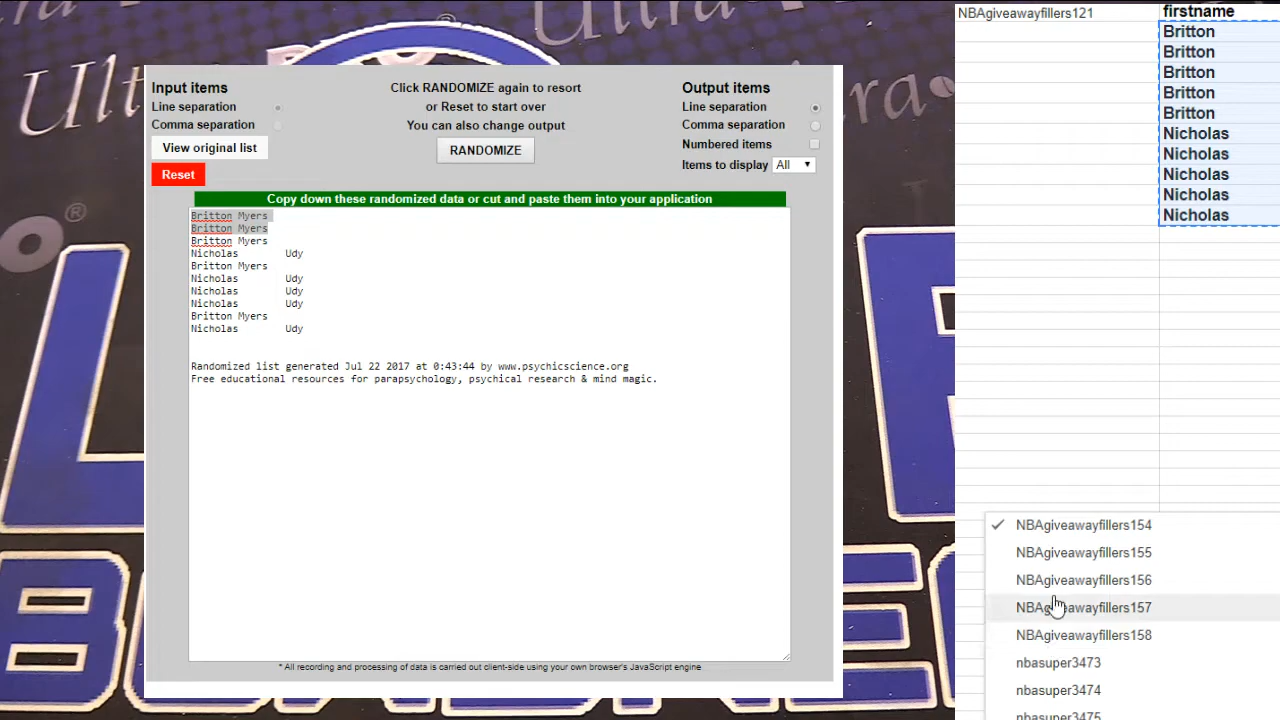 Ultra
Ultra
Input items
Line separation
Comma separation
View original list
Reset
Click RANDOMIZE again to resort
or Reset to start over
You can also change output
RANDOMIZE
Output items
Line separation
Comma separation
Numbered items
Items to display All
Copy down these randomized data or cut and paste them into your application
Britton Myers
Britton Myers
Britton Myers
Nicholas Udy
Britton Myers
Nicholas Udy
Nicholas Udy
Nicholas Udy
Britton Myers
Nicholas Udy
Randomized list generated Jul 22 2017 at 0:43:44 by www.psychicscience.org
Free educational resources for parapsychology, psychical research & mind magic.
* All recording and processing of data is carried out client-side using your own browser's JavaScript engine
NBAgiveawayfillers121 firstname
Britton
Britton
Britton
Britton
Britton
Nicholas
Nicholas
Nicholas
Nicholas
Nicholas
NBAgiveawayfillers154
NBAgiveawayfillers155
NBAgiveawayfillers156
NBAgiveawayfillers157
NBAgiveawayfillers158
nbasuper3473
nbasuper3474
nbasuper3475